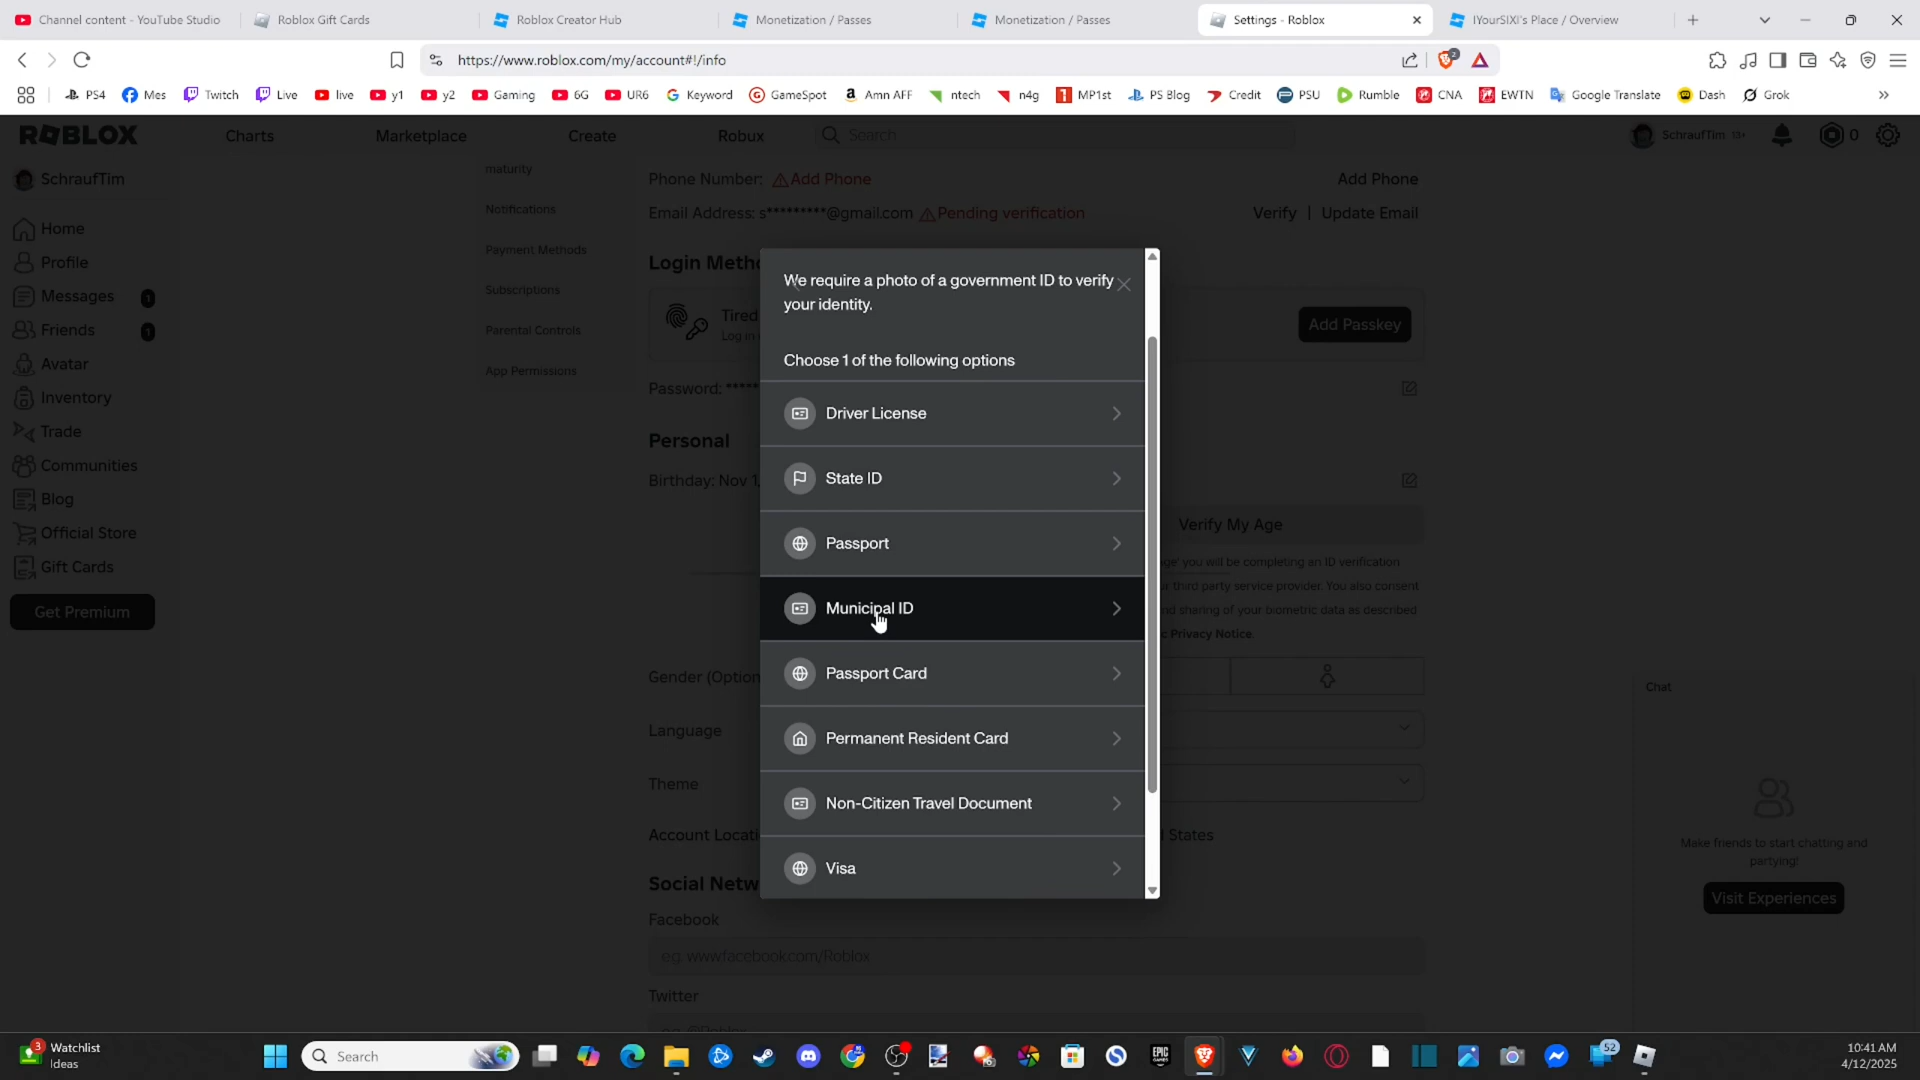 Channel content - YouTube Studio
Roblox Gift Cards
Roblox Creator Hub
Monetization / Passes
Monetization / Passes
Settings - Roblox
IYourSIXI's Place / Overview
https://www.roblox.com/my/account#!/info
2
PS4
Mes
Twitch
Live
live
y1
y2
Gaming
6G
UR6
Keyword
GameSpot
Amn AFF
ntech
n4g
MP1st
PS Blog
Credit
PSU
Rumble
CNA
EWTN
Google Translate
Dash
Grok
ROBLOX
Charts
Marketplace
Create
Robux
Search
SchraufTim 13+
0
SchraufTim
Home
Profile
Messages 1
Friends 1
Avatar
Inventory
Trade
Communities
Blog
Official Store
Gift Cards
Get Premium
maturity
Notifications
Payment Methods
Subscriptions
Parental Controls
App Permissions
Phone Number: Add Phone
Add Phone
Email Address: s*********@gmail.com Pending verification
Verify | Update Email
Login Meth
Tired
Log in
Add Passkey
Password: *****
Personal
Birthday: Nov 1,
Verify My Age
ge' you will be completing an ID verification
r third party service provider. You also consent
nd sharing of your biometric data as described
c Privacy Notice.
Gender (Option
Language
Theme
Account Locati
States
Social Netw
Facebook
eg. www.facebook.com/Roblox
Twitter
eg. @Roblox
We require a photo of a government ID to verify
your identity.
Choose 1 of the following options
Driver License
State ID
Passport
Municipal ID
Passport Card
Permanent Resident Card
Non-Citizen Travel Document
Visa
Chat
Make friends to start chatting and
partying!
Visit Experiences
3
Watchlist
Ideas
Search
EPIC
GAMES
52
10:41 AM
4/12/2025